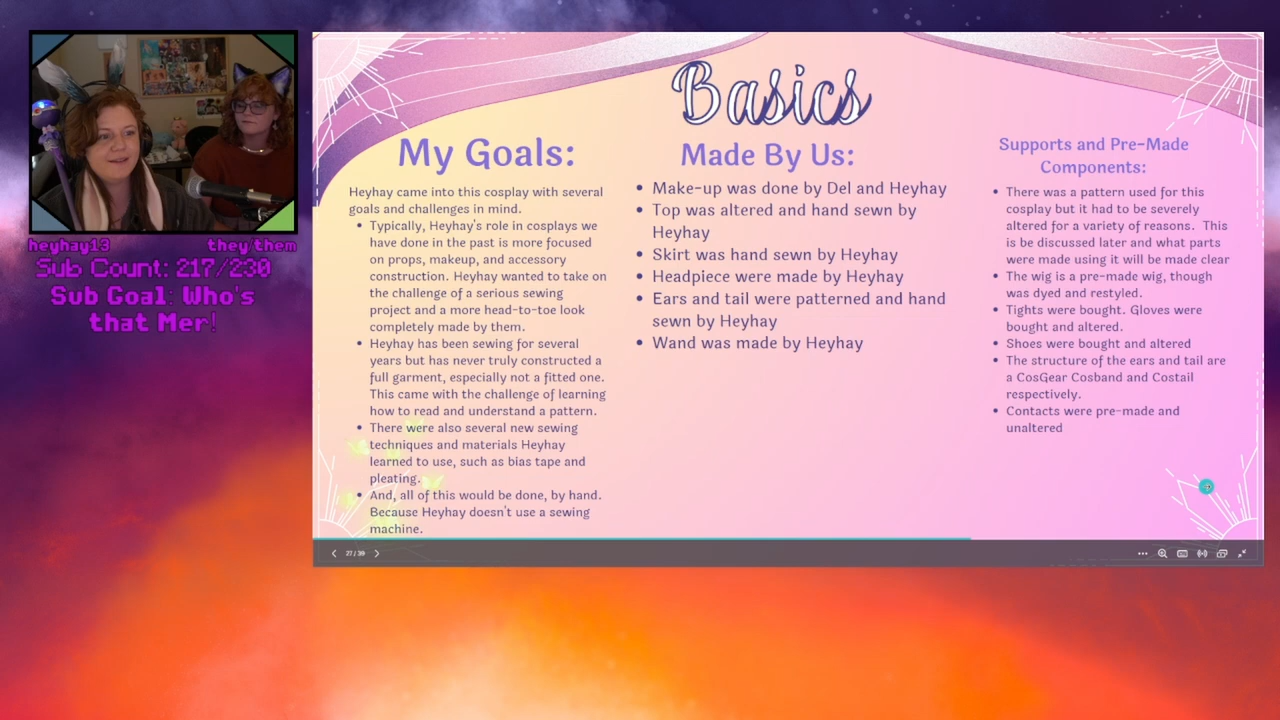 heyhay13
they/them
Sub Count: 217/230
Sub Goal: Who's
that Mer!
Basics
My Goals:
Heyhay came into this cosplay with several
goals and challenges in mind.
• Typically, Heyhay's role in cosplays we
have done in the past is more focused
on props, makeup, and accessory
construction. Heyhay wanted to take on
the challenge of a serious sewing
project and a more head-to-toe look
completely made by them.
• Heyhay has been sewing for several
years but has never truly constructed a
full garment, especially not a fitted one.
This came with the challenge of learning
how to read and understand a pattern.
• There were also several new sewing
techniques and materials Heyhay
learned to use, such as bias tape and
pleating.
• And, all of this would be done, by hand.
Because Heyhay doesn't use a sewing
machine.
Made By Us:
• Make-up was done by Del and Heyhay
• Top was altered and hand sewn by
Heyhay
• Skirt was hand sewn by Heyhay
• Headpiece were made by Heyhay
• Ears and tail were patterned and hand
sewn by Heyhay
• Wand was made by Heyhay
Supports and Pre-Made
Components:
• There was a pattern used for this
cosplay but it had to be severely
altered for a variety of reasons. This
is be discussed later and what parts
were made using it will be made clear
• The wig is a pre-made wig, though
was dyed and restyled.
• Tights were bought. Gloves were
bought and altered.
• Shoes were bought and altered
• The structure of the ears and tail are
a CosGear Cosband and Costail
respectively.
• Contacts were pre-made and
unaltered
27 / 39